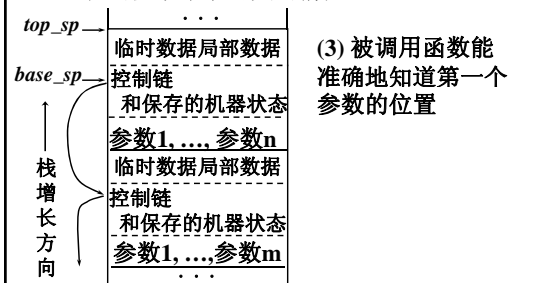 . . .
top_sp
临时数据局部数据
base_sp
控制链
和保存的机器状态
参数1, …, 参数n
临时数据局部数据
控制链
和保存的机器状态
参数1, …,参数m
. . .
栈
增
长
方
向
(3) 被调用函数能
准确地知道第一个
参数的位置